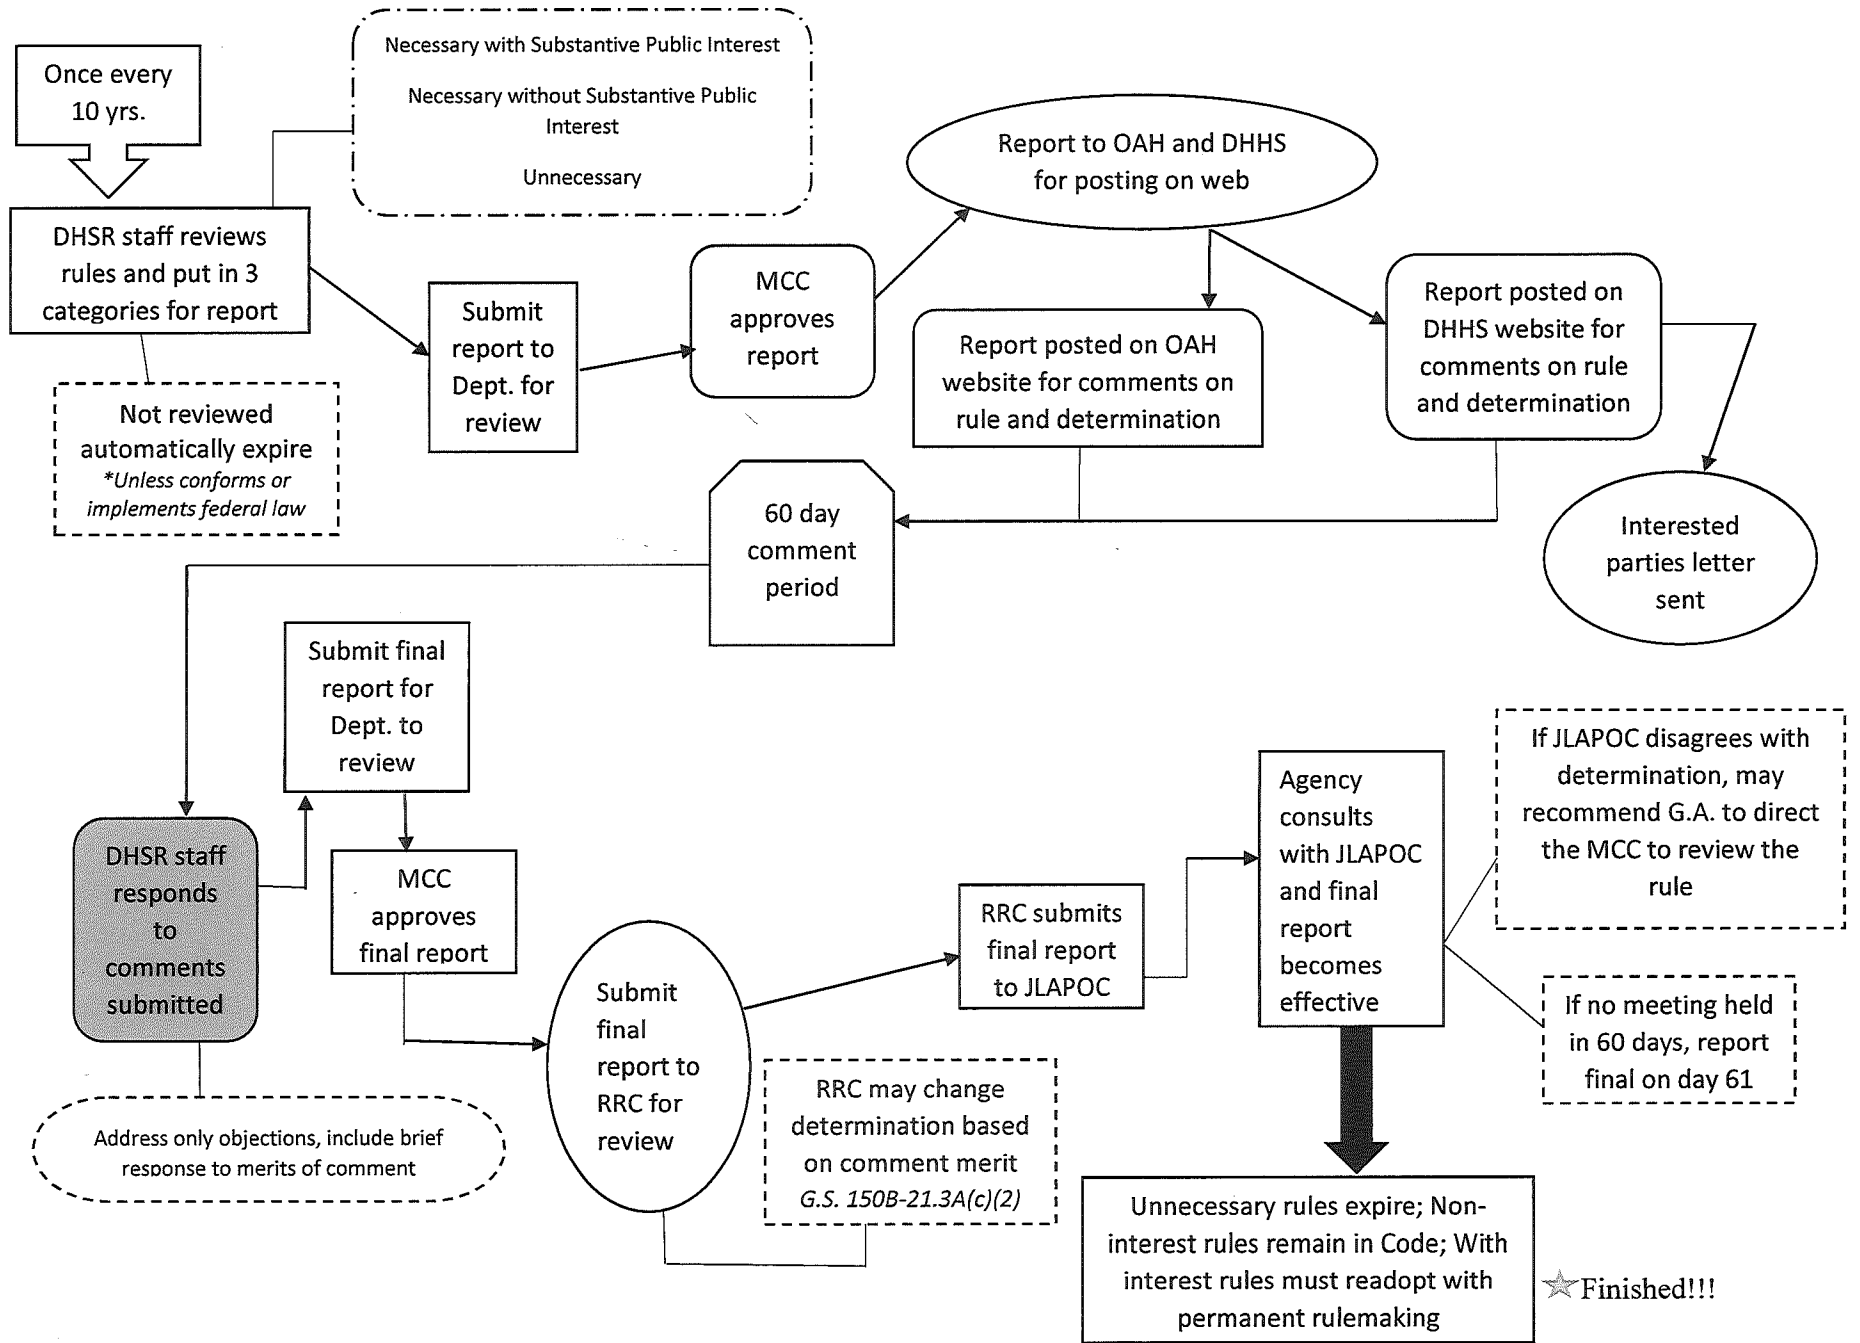 Once every
10 yrs.
Necessary with Substantive Public Interest
Necessary without Substantive Public
Interest
Unnecessary
DHSR staff reviews
rules and put in 3
categories for report
Not reviewed
automatically expire
*Unless conforms or
implements federal law
Submit
report to
Dept. for
review
MCC
approves
report
Report to OAH and DHHS
for posting on web
Report posted on OAH
website for comments on
rule and determination
Report posted on
DHHS website for
comments on rule
and determination
Interested
parties letter
sent
60 day
comment
period
DHSR staff
responds
to
comments
submitted
Address only objections, include brief
response to merits of comment
Submit final
report for
Dept. to
review
MCC
approves
final report
Submit
final
report to
RRC for
review
RRC may change
determination based
on comment merit
G.S. 150B-21.3A(c)(2)
RRC submits
final report
to JLAPOC
Agency
consults
with JLAPOC
and final
report
becomes
effective
If JLAPOC disagrees with
determination, may
recommend G.A. to direct
the MCC to review the
rule
If no meeting held
in 60 days, report
final on day 61
Unnecessary rules expire; Non-
interest rules remain in Code; With
interest rules must readopt with
permanent rulemaking
Finished!!!